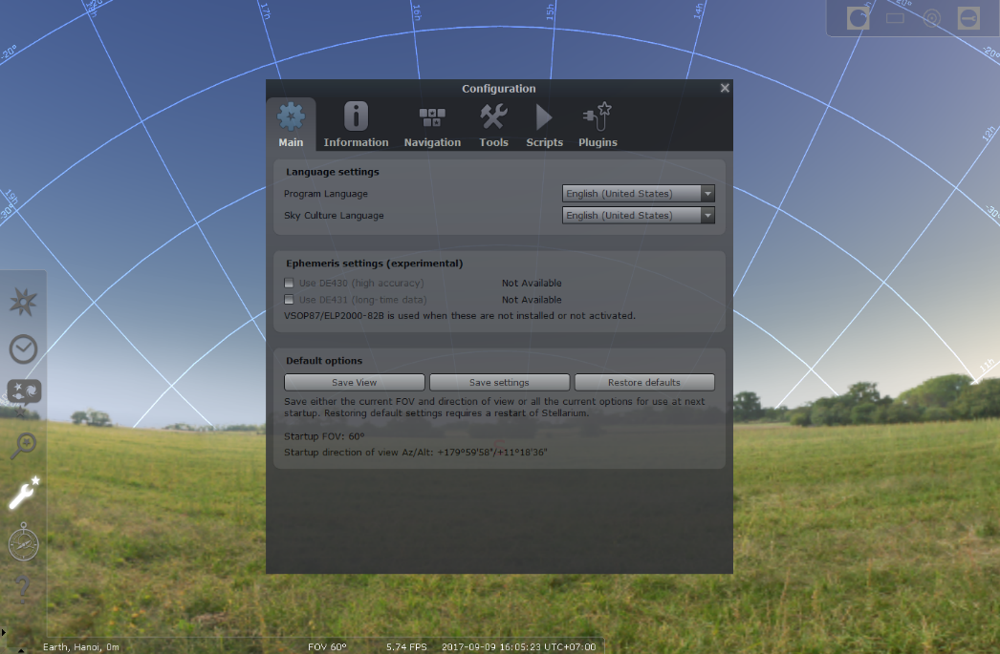 17h
16h
15h
14h
-20°
-20°
-20°
12h
19h
-30°
-30°
11h
Configuration
Main
Information
Navigation
Tools
Scripts
Plugins
Language settings
Program Language
English (United States)
Sky Culture Language
English (United States)
Ephemeris settings (experimental)
Use DE430 (high accuracy)
Not Available
Use DE431 (long-time data)
Not Available
VSOP87/ELP2000-82B is used when these are not installed or not activated.
Default options
Save View
Save settings
Restore defaults
Save either the current FOV and direction of view or all the current options for use at next
startup. Restoring default settings requires a restart of Stellarium.
Startup FOV: 60°
Startup direction of view Az/Alt: +179°59'58"/+11°18'36"
Earth, Hanoi, 0m
FOV 60°
5.74 FPS
2017-09-09 16:05:23 UTC+07:00